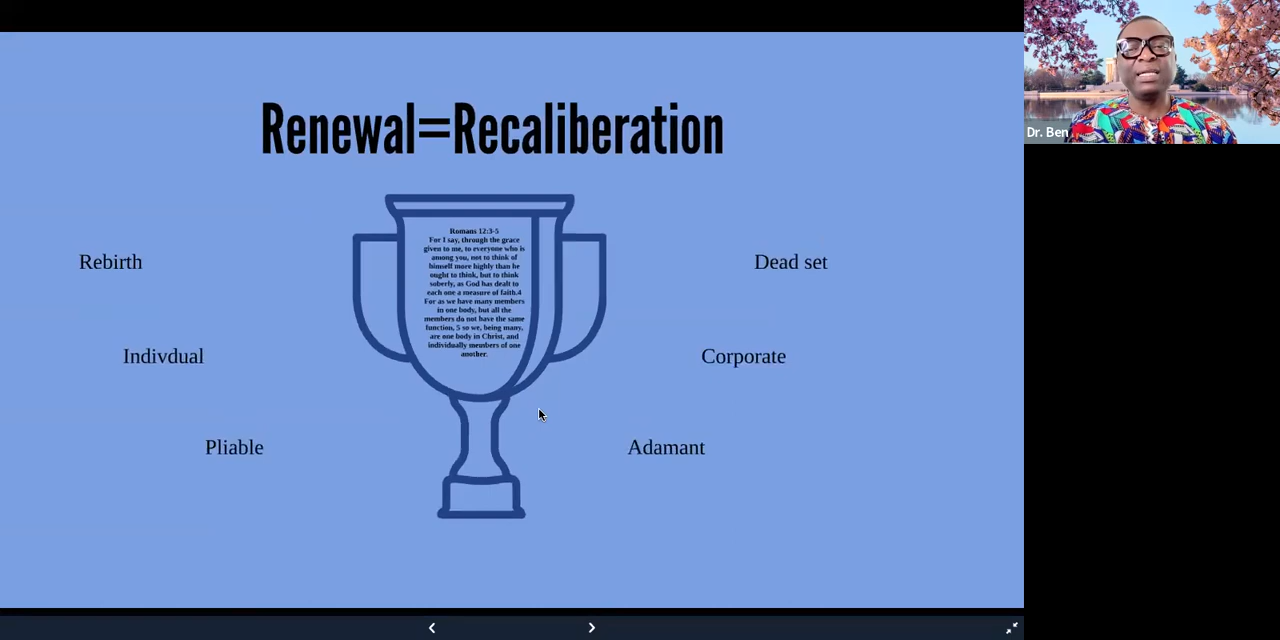 Renewal=Recaliberation
Dr. Ben
Romans 12:3-5
For I say, through the grace
given to me, to everyone who is
among you, not to think of
himself more highly than he
ought to think, but to think
soberly, as God has dealt to
each one a measure of faith.4
For as we have many members
in one body, but all the
members do not have the same
function, 5 so we, being many,
are one body in Christ, and
individually members of one
another.
Rebirth
Dead set
Indivdual
Corporate
Pliable
Adamant